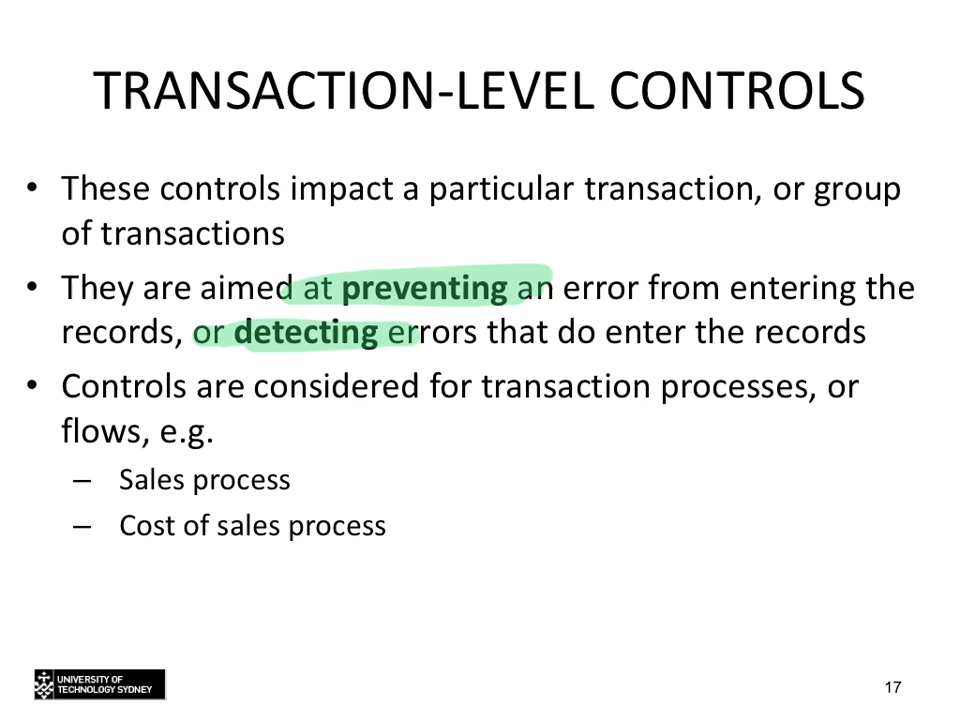 TRANSACTION-LEVEL CONTROLS
• These controls impact a particular transaction, or group
of transactions
• They are aimed at preventing an error from entering the
records, or detecting errors that do enter the records
• Controls are considered for transaction processes, or
flows, e.g.
– Sales process
– Cost of sales process
UNIVERSITY OF
TECHNOLOGY SYDNEY
17